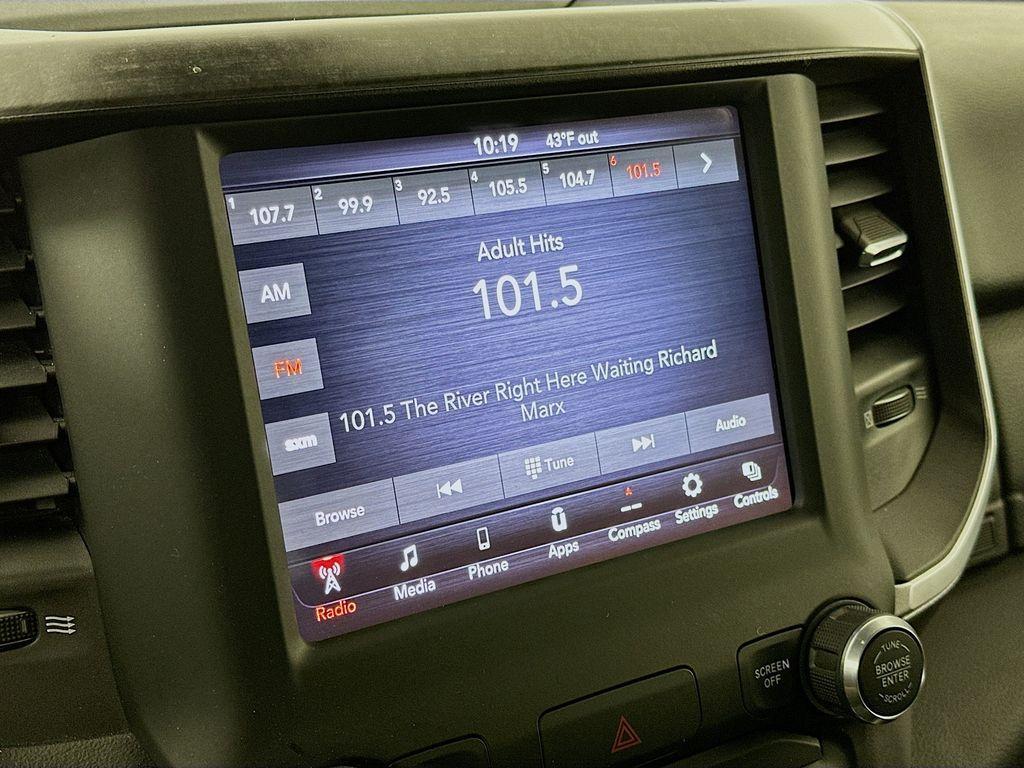 10:19 43°F out
1 107.7 2 99.9 3 92.5 4 105.5 5 104.7 6 101.5
Adult Hits
101.5
AM
FM
sxm
101.5 The River Right Here Waiting Richard
Marx
Browse Tune Audio
Radio Media Phone Apps Compass Settings Controls
SCREEN
OFF
TUNE
BROWSE
ENTER
SCROLL